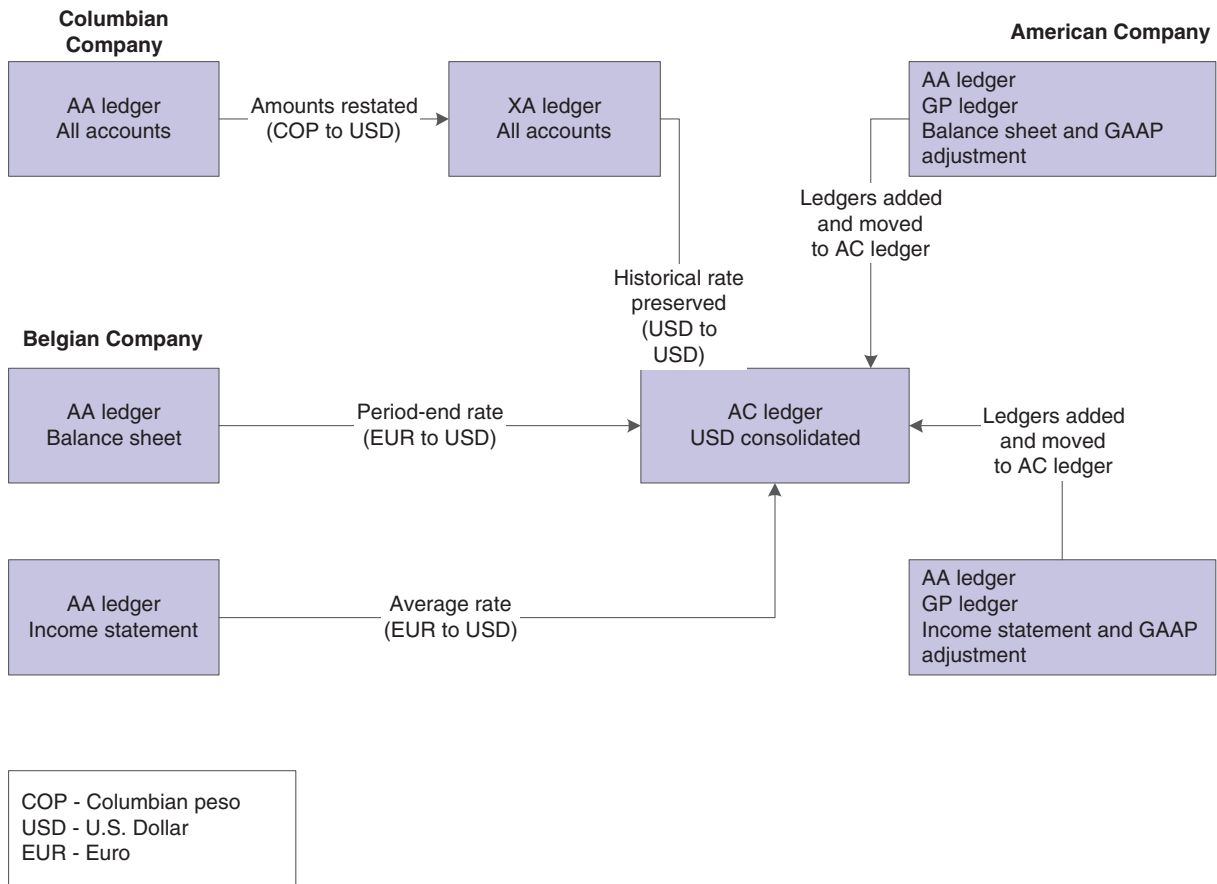 Columbian
Company
American Company
AA ledger
All accounts
Amounts restated
(COP to USD)
XA ledger
All accounts
AA ledger
GP ledger
Balance sheet and GAAP
adjustment
Ledgers added
and moved
to AC ledger
Historical rate
preserved
(USD to
USD)
Belgian Company
AA ledger
Balance sheet
Period-end rate
(EUR to USD)
AC ledger
USD consolidated
Ledgers added
and moved
to AC ledger
AA ledger
Income statement
Average rate
(EUR to USD)
AA ledger
GP ledger
Income statement and GAAP
adjustment
COP - Columbian peso
USD - U.S. Dollar
EUR - Euro